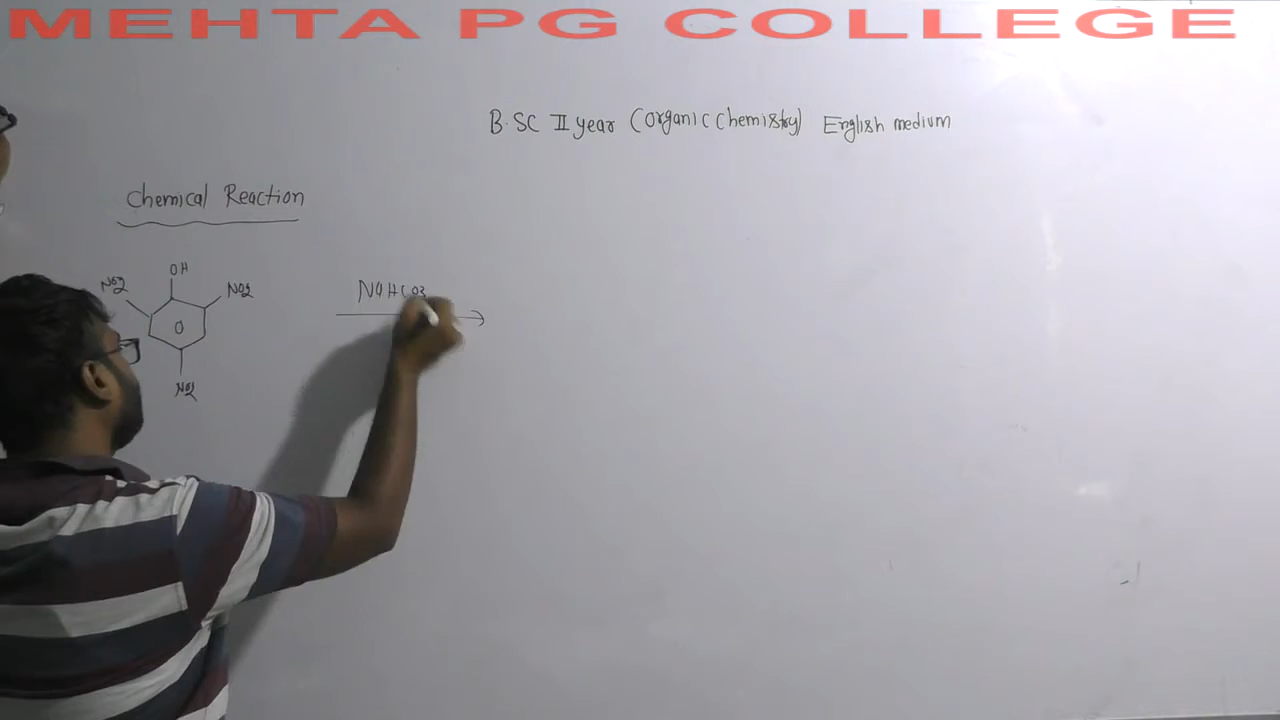 MEHTA PG COLLEGE
B.SC II year (Organic Chemistry) English medium
Chemical Reaction
OH
NO2
NO2
NaHCO3
O
NO2